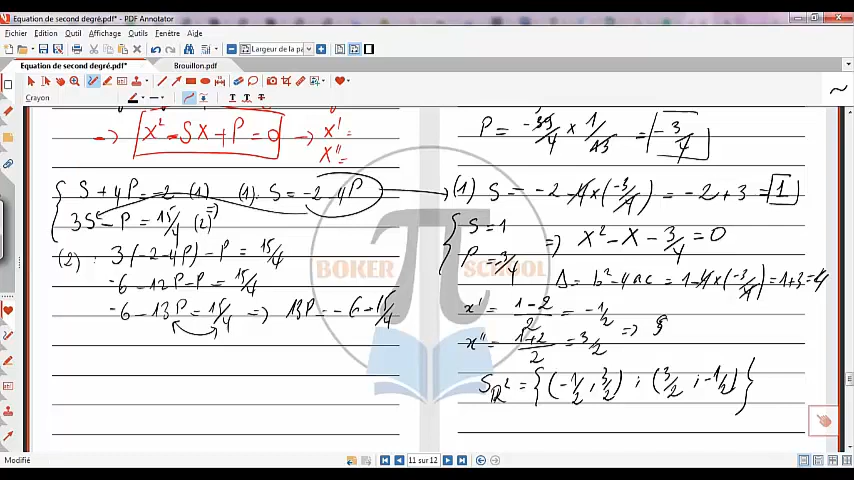 Equation de second degré.pdf* - PDF Annotator
Fichier Edition Outil Document Affichage Outils Fenêtre Aide
Largeur de la pa
Equation de second degré.pdf* Brouillon.pdf
Crayon
→ X² - SX + P = 0 → X' =
X'' =
{ S + 4P = -2 (1) (1): S = -2 - 4P
3S - P = 15/4 (2)
(2) : 3(-2-4P) - P = 15/4
-6 - 12P - P = 15/4
-6 - 13P = 15/4 => 13P = -6 - 15/4
P = -39/4 × 1/13 = -3/4
(1) S = -2 - 4×(-3/4) = -2 + 3 = 1
{ S = 1
P = -3/4 => X² - X - 3/4 = 0
Δ = b² - 4ac = 1 - 4×(-3/4) = 1+3 = 4
x' = 1-2/2 = -1/2
x'' = 1+2/2 = 3/2 =>
S_IR² = { (-1/2 , 3/2) ; (3/2 ; -1/2) }
BOKER SCHOOL
Modifié
11 sur 12